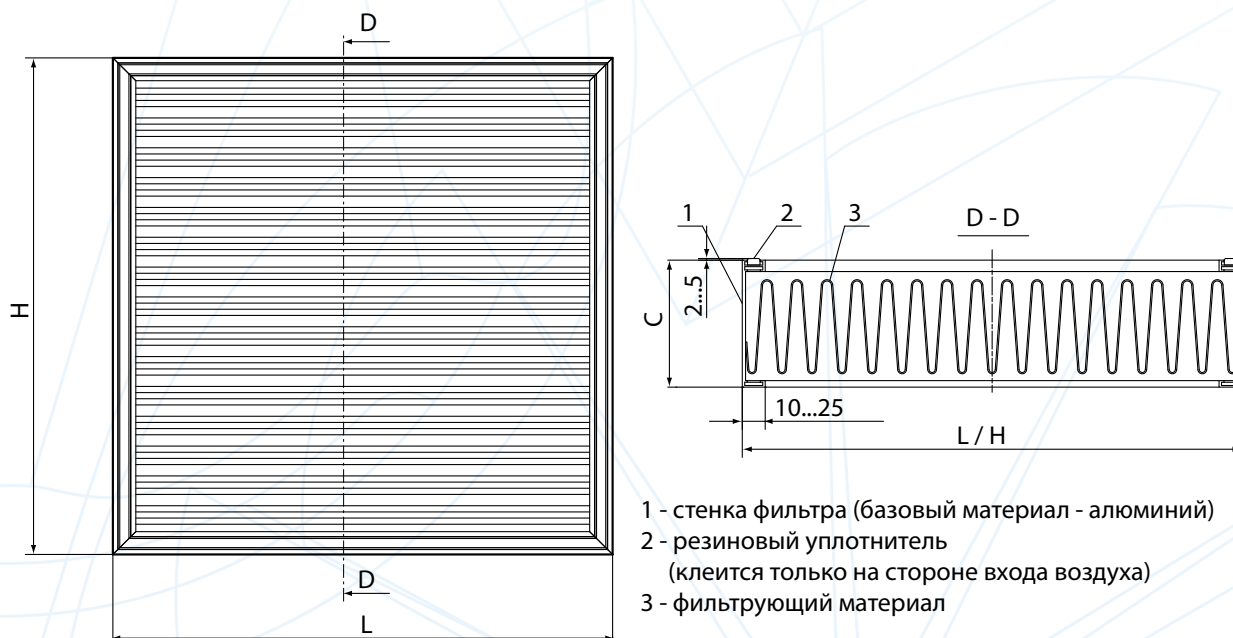 D
H
D
L
1
2
3
D - D
C
2...5
10...25
L / H
1 - стенка фильтра (базовый материал - алюминий)
2 - резиновый уплотнитель
(клеится только на стороне входа воздуха)
3 - фильтрующий материал